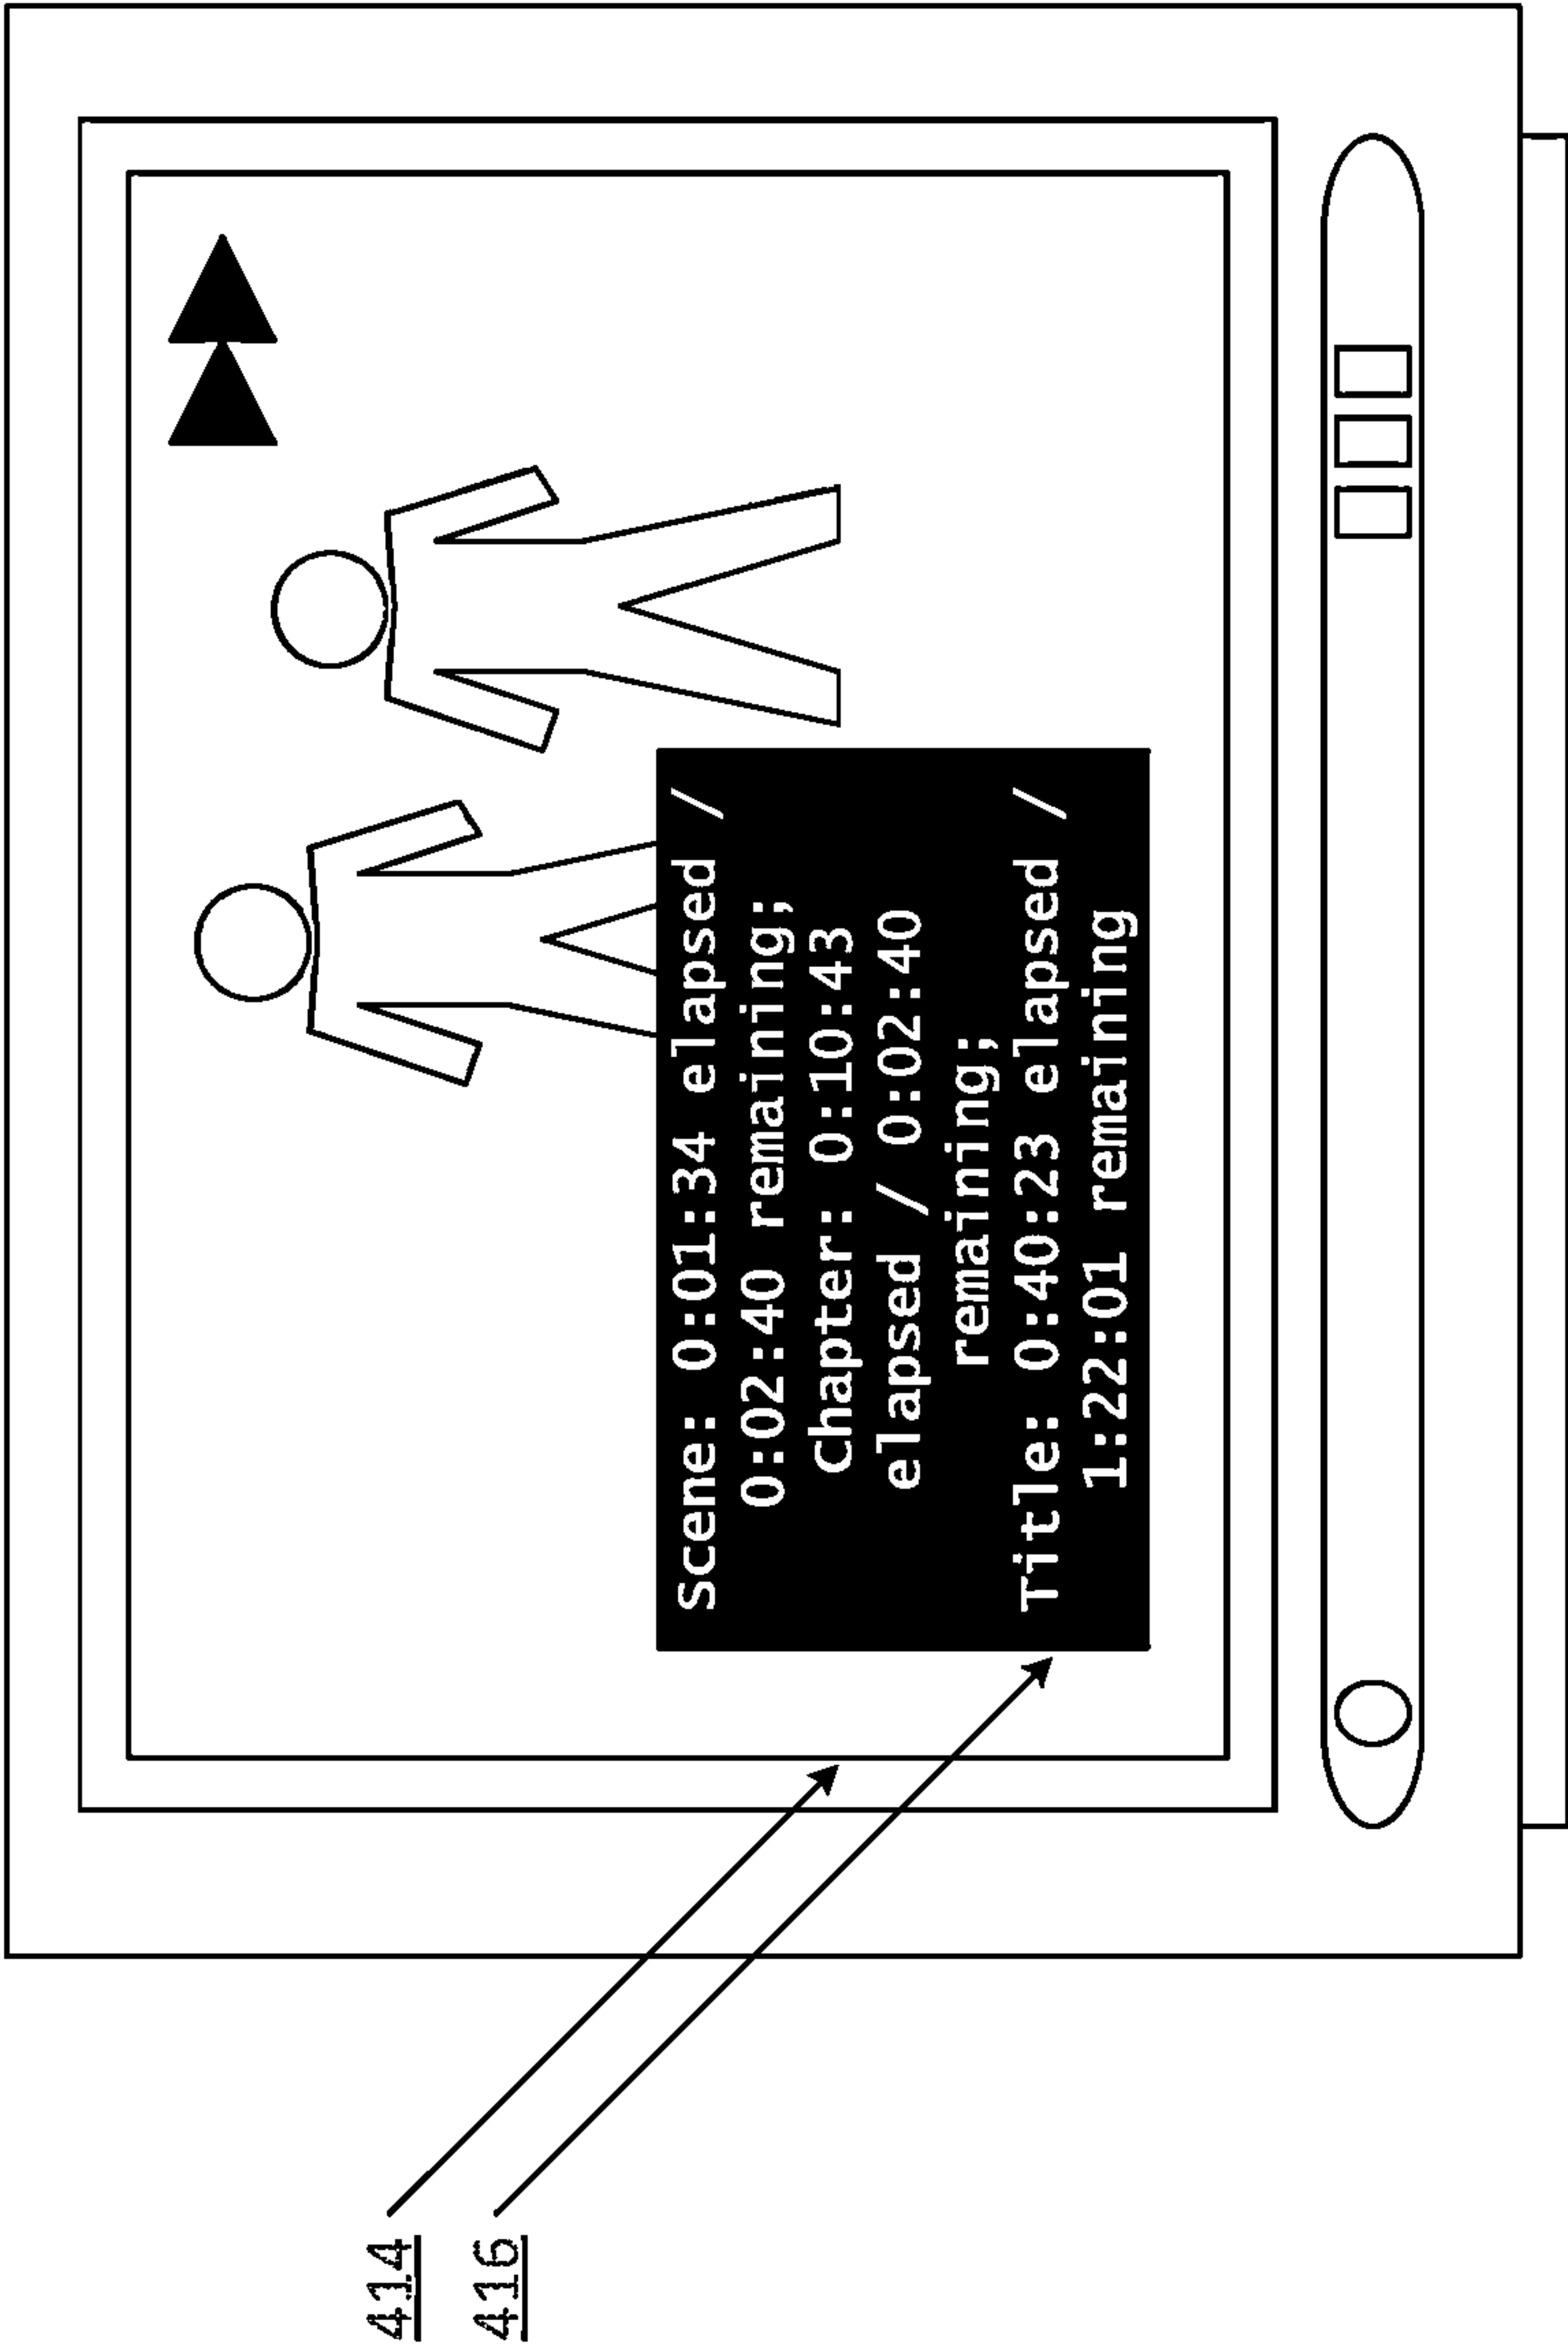 414
416
Scene: 0:01:34 elapsed /
0:02:40 remaining;
Chapter: 0:10:43
elapsed / 0:02:40
remaining;
Title: 0:40:23 elapsed /
1:22:01 remaining